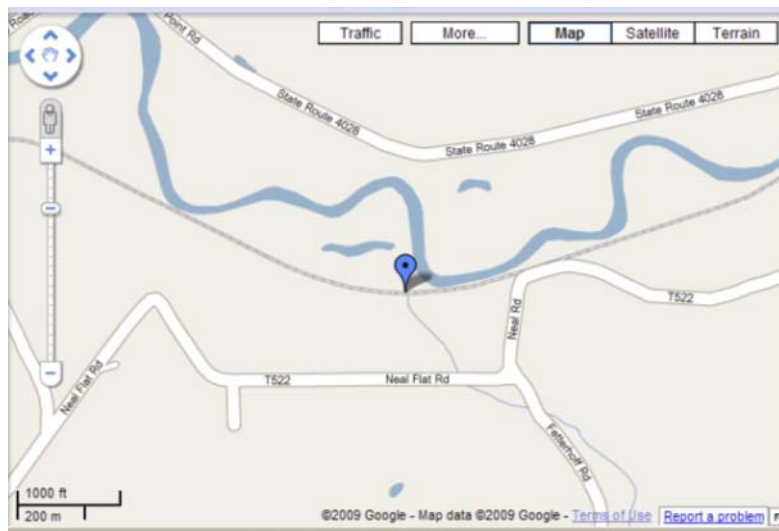 Road
Point Rd
Traffic
More...
Map
Satellite
Terrain
State Route 4028
State Route 4028
State Route 4028
T522
Neal Rd
Neal Flat Rd
T522
Neal Flat Rd
Fetterhoff Rd
1000 ft
200 m
©2009 Google - Map data ©2009 Google - Terms of Use
Report a problem